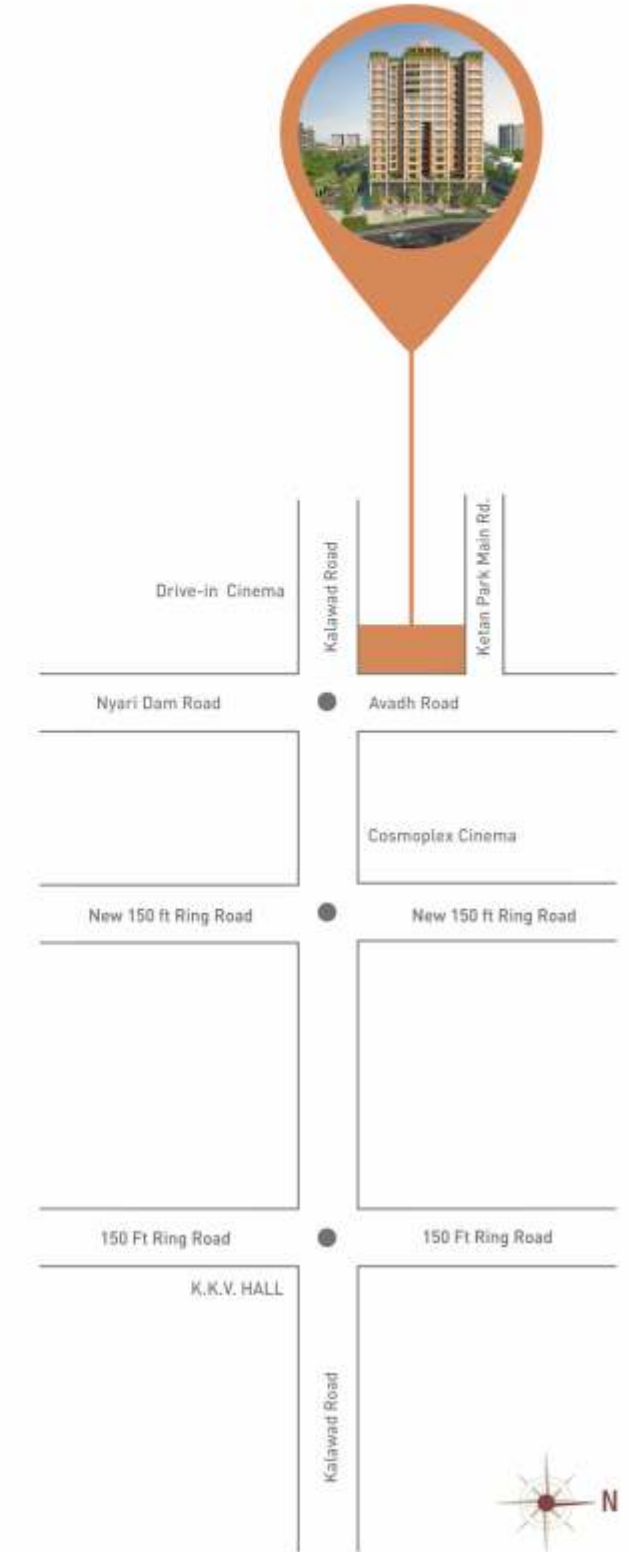 Drive-in Cinema
Kalawad Road
Ketan Park Main Rd.
Nyari Dam Road
Avadh Road
Cosmoplex Cinema
New 150 ft Ring Road
New 150 ft Ring Road
150 Ft Ring Road
150 Ft Ring Road
K.K.V. HALL
Kalawad Road
N